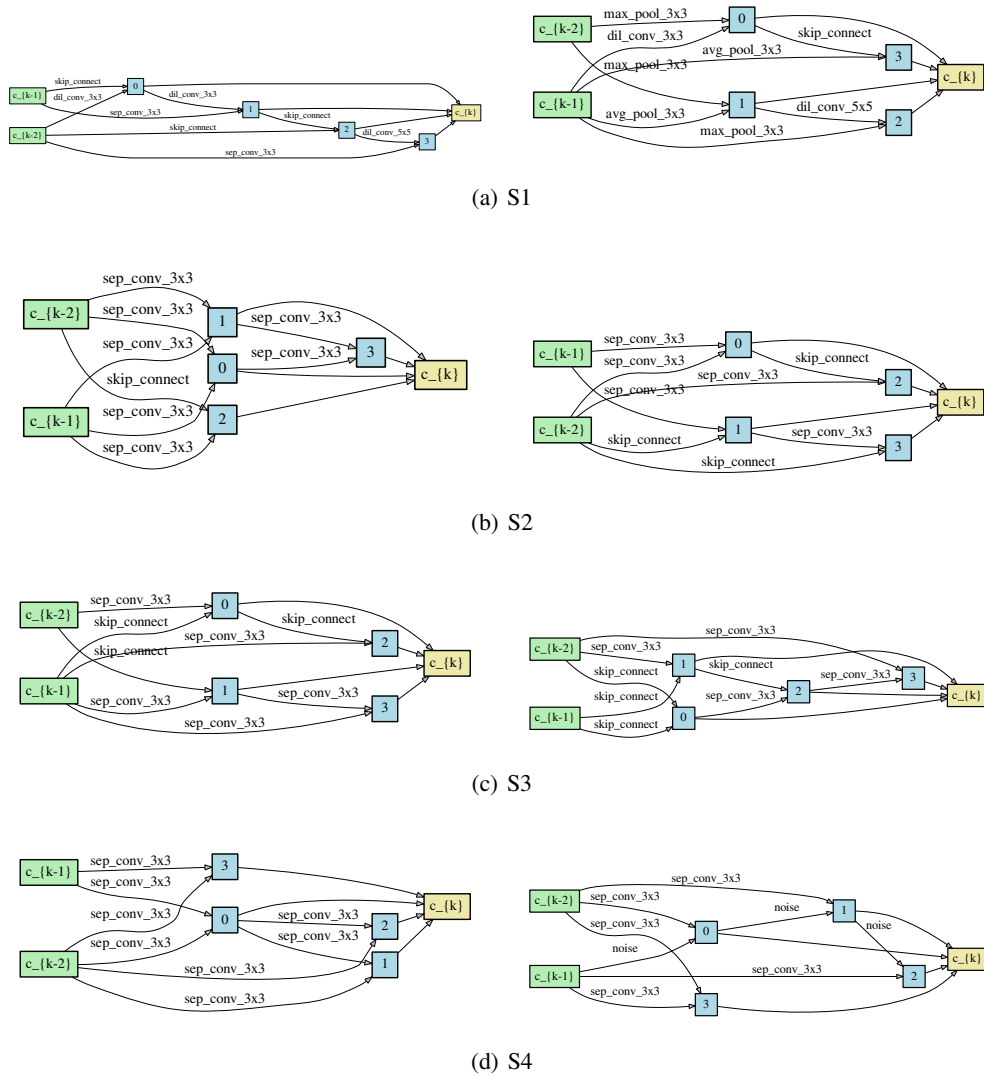 skip_connect
c_{k-1}
dil_conv_3x3
0
dil_conv_3x3
sep_conv_3x3
1
skip_connect
c_{k-2}
skip_connect
2
dil_conv_5x5
3
sep_conv_3x3
c_{k}
max_pool_3x3
c_{k-2}
dil_conv_3x3
0
skip_connect
avg_pool_3x3
3
max_pool_3x3
c_{k}
c_{k-1}
1
avg_pool_3x3
dil_conv_5x5
2
max_pool_3x3
(a) S1
sep_conv_3x3
c_{k-2}
sep_conv_3x3
1
sep_conv_3x3
sep_conv_3x3
3
0
sep_conv_3x3
c_{k}
skip_connect
c_{k-1}
sep_conv_3x3
2
sep_conv_3x3
sep_conv_3x3
c_{k-1}
sep_conv_3x3
0
skip_conv_3x3
sep_conv_3x3
sep_conv_3x3
2
c_{k}
c_{k-2}
1
skip_connect
sep_conv_3x3
3
skip_connect
(b) S2
sep_conv_3x3
c_{k-2}
skip_connect
0
skip_connect
sep_conv_3x3
2
skip_connect
c_{k}
c_{k-1}
1
sep_conv_3x3
sep_conv_3x3
3
sep_conv_3x3
sep_conv_3x3
c_{k-2}
sep_conv_3x3
1
skip_connect
skip_connect
sep_conv_3x3
3
2
skip_connect
sep_conv_3x3
c_{k}
c_{k-1}
skip_connect
0
(c) S3
sep_conv_3x3
c_{k-1}
sep_conv_3x3
3
c_{k}
sep_conv_3x3
0
sep_conv_3x3
2
sep_conv_3x3
c_{k-2}
sep_conv_3x3
1
sep_conv_3x3
sep_conv_3x3
c_{k-2}
sep_conv_3x3
noise
1
sep_conv_3x3
0
noise
noise
c_{k}
c_{k-1}
sep_conv_3x3
2
sep_conv_3x3
3
(d) S4